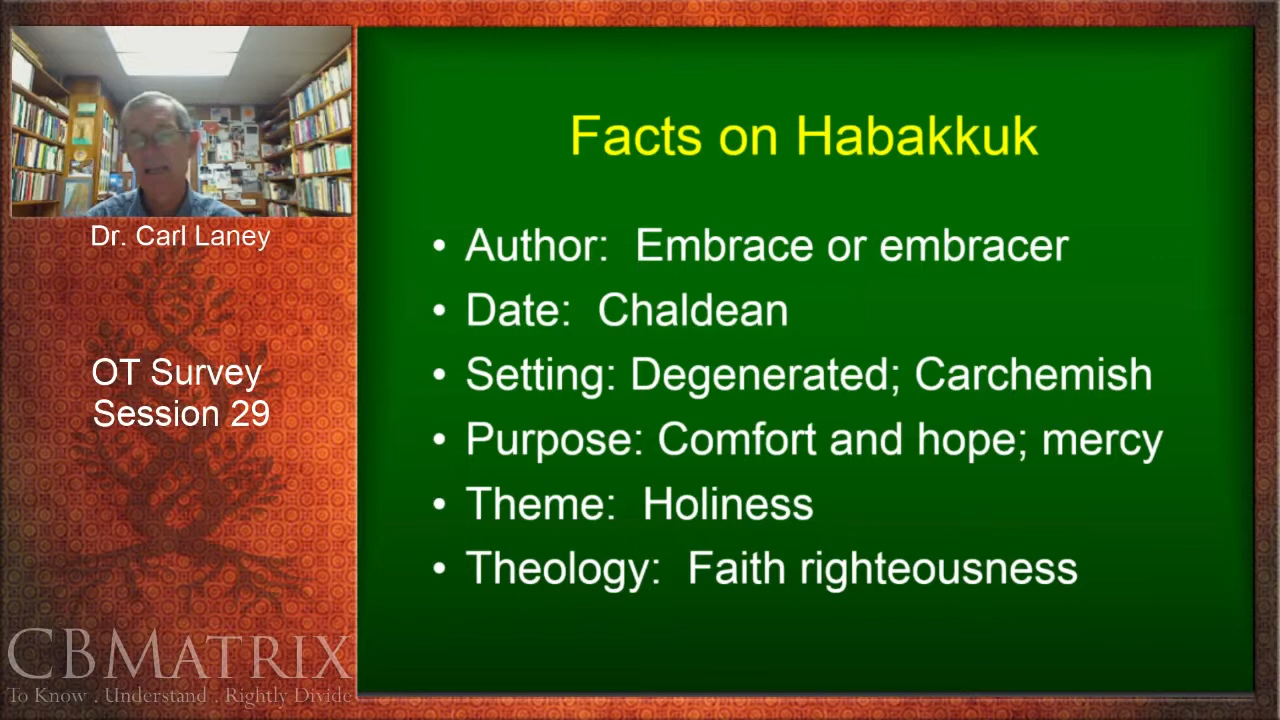 Facts on Habakkuk
• Author: Embrace or embracer
• Date: Chaldean
• Setting: Degenerated; Carchemish
• Purpose: Comfort and hope; mercy
• Theme: Holiness
• Theology: Faith righteousness
Dr. Carl Laney
OT Survey
Session 29
CBMATRIX
To Know . Understand . Rightly Divide